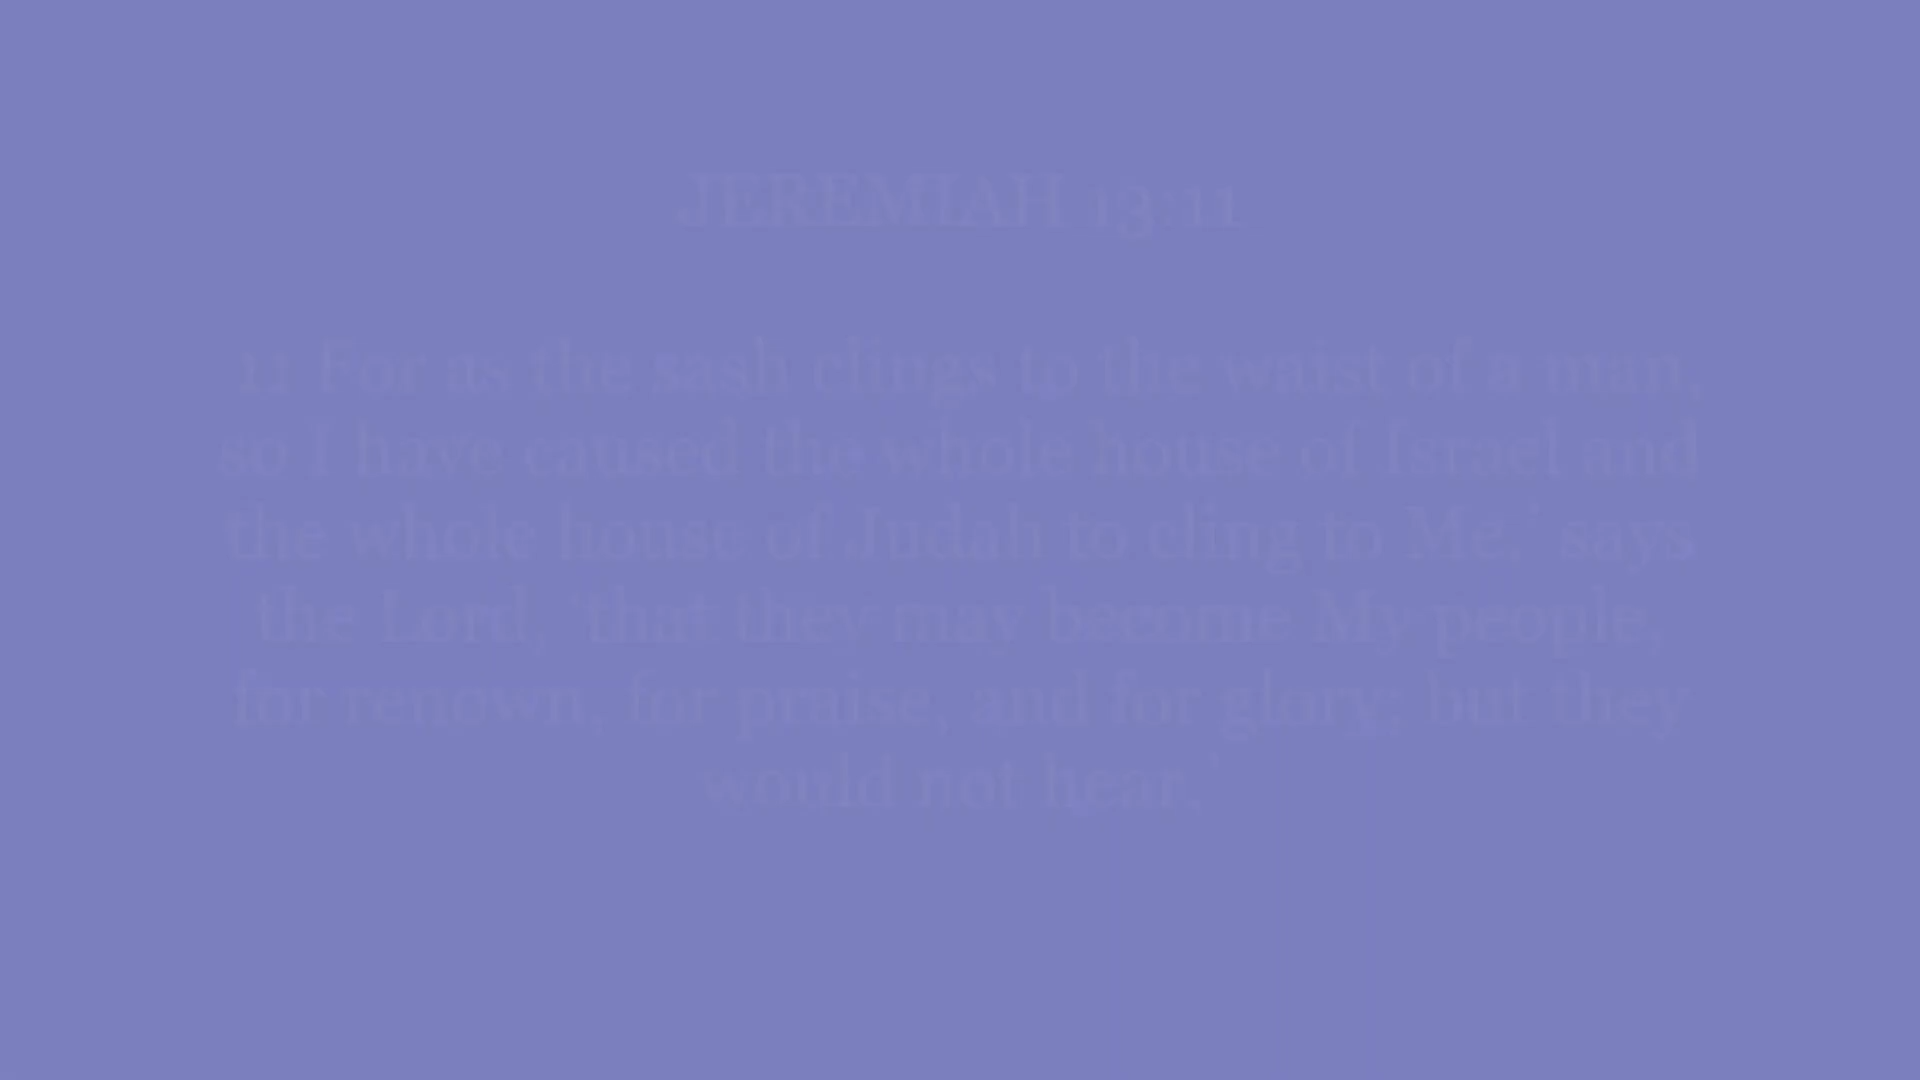 JEREMIAH 13:11
11 For as the sash clings to the waist of a man,
so I have caused the whole house of Israel and
the whole house of Judah to cling to Me,’ says
the Lord, ‘that they may become My people,
for renown, for praise, and for glory; but they
would not hear.’